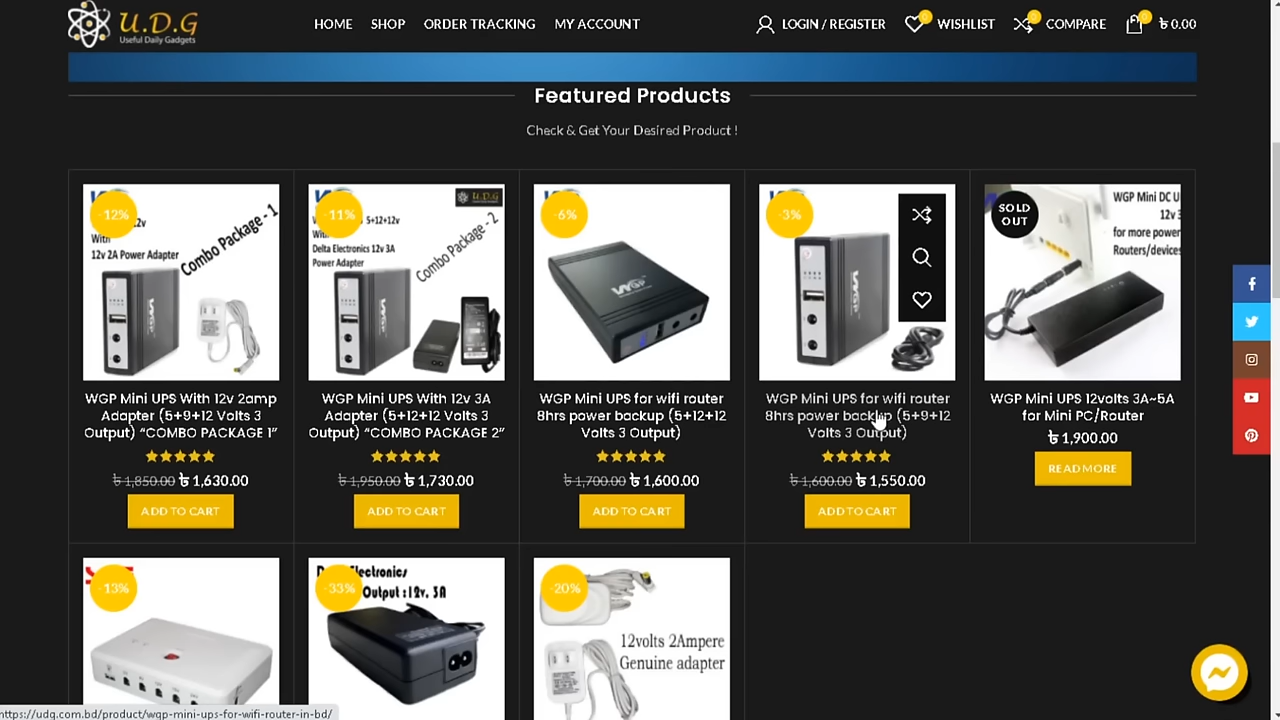 U.D.G
Useful Daily Gadgets
HOME SHOP ORDER TRACKING MY ACCOUNT
LOGIN / REGISTER 0 WISHLIST 0 COMPARE 0 ৳ 0.00
Featured Products
Check & Get Your Desired Product !
-12%
With
12v 2A Power Adapter
Combo Package - 1
WGP
WGP Mini UPS With 12v 2amp
Adapter (5+9+12 Volts 3
Output) “COMBO PACKAGE 1”
৳ 1,850.00 ৳ 1,630.00
ADD TO CART
-11%
U.D.G
5+12+12v
With
Delta Electronics 12v 3A
Power Adapter
Combo Package - 2
WGP
WGP Mini UPS With 12v 3A
Adapter (5+12+12 Volts 3
Output) “COMBO PACKAGE 2”
৳ 1,950.00 ৳ 1,730.00
ADD TO CART
-6%
WGP
WGP Mini UPS for wifi router
8hrs power backup (5+12+12
Volts 3 Output)
৳ 1,700.00 ৳ 1,600.00
ADD TO CART
-3%
WGP
WGP Mini UPS for wifi router
8hrs power backup (5+9+12
Volts 3 Output)
৳ 1,600.00 ৳ 1,550.00
ADD TO CART
SOLD
OUT
WGP Mini DC U
12v 3
for more power
Routers/devices
WGP Mini UPS 12volts 3A~5A
for Mini PC/Router
৳ 1,900.00
READ MORE
-13%
-33%
Electronics
Output : 12v, 3A
-20%
12volts 2Ampere
Genuine adapter
https://udg.com.bd/product/wgp-mini-ups-for-wifi-router-in-bd/